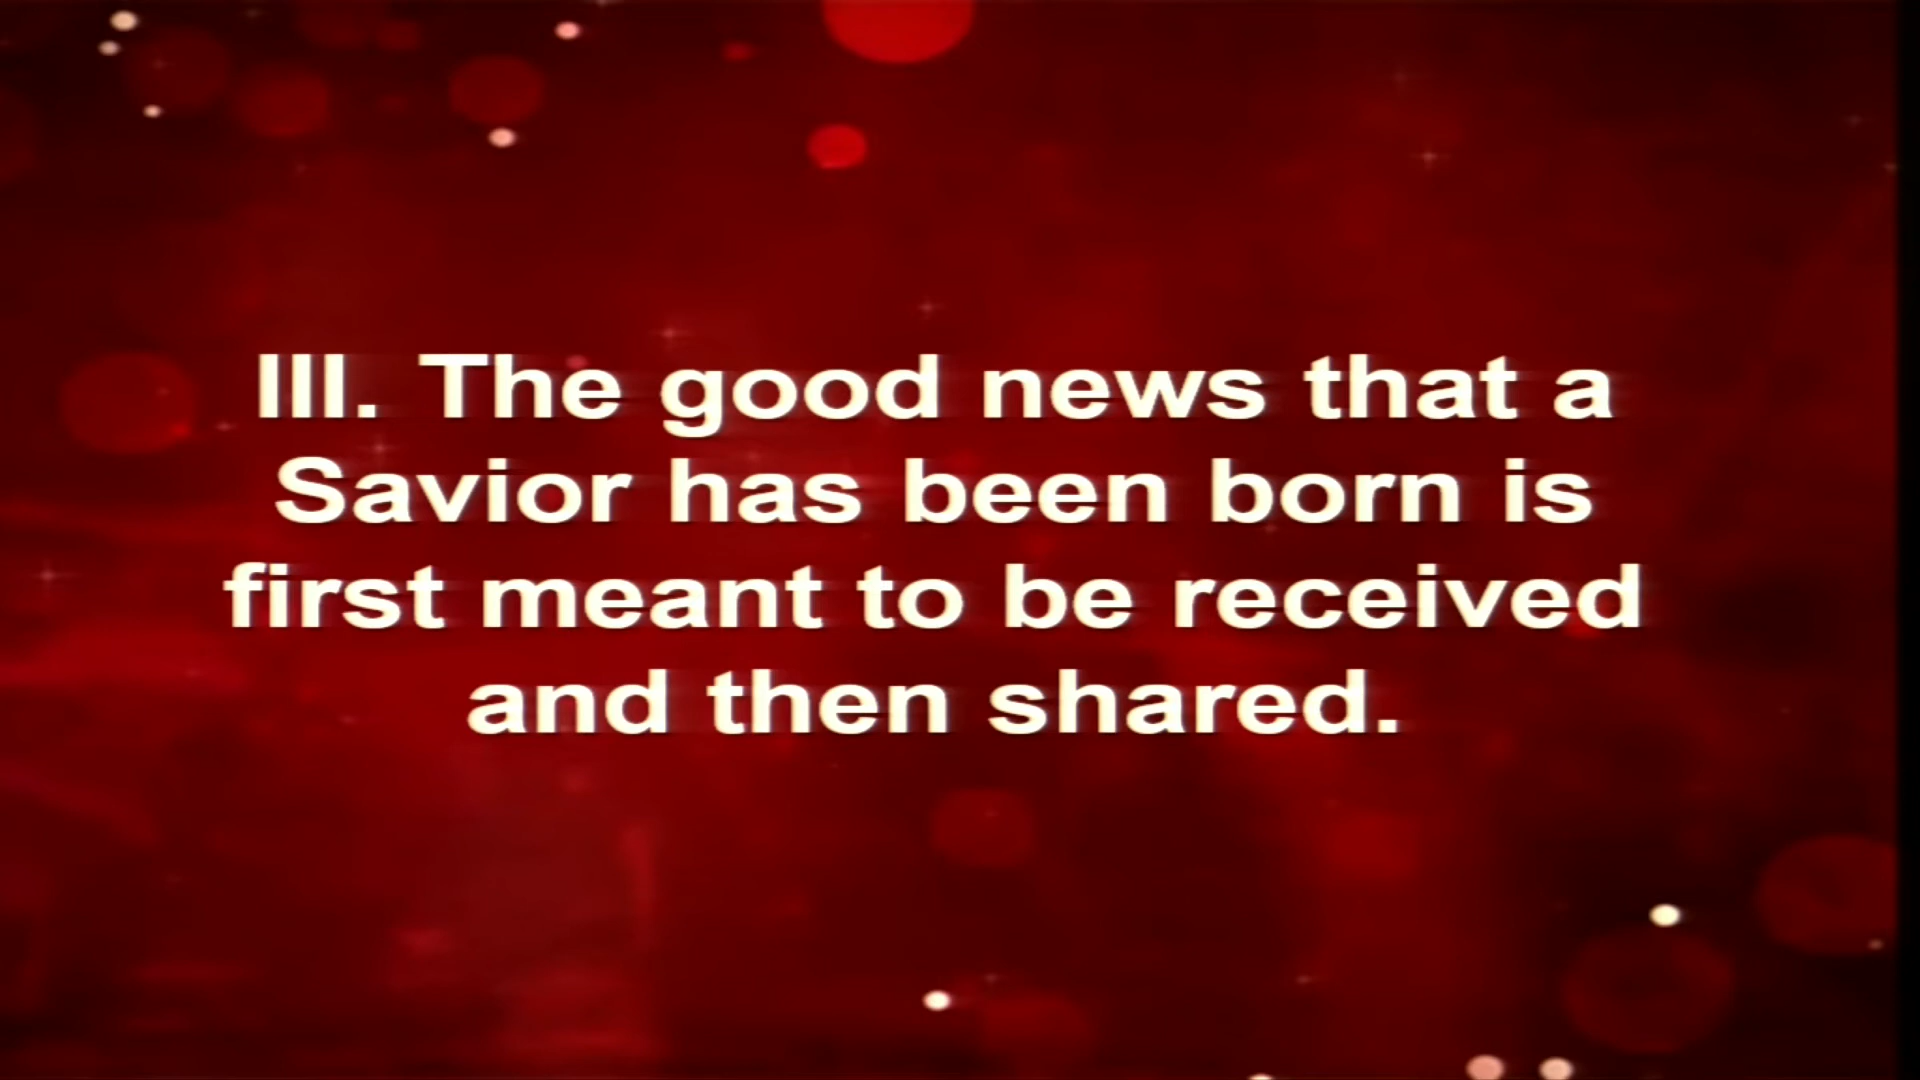 III. The good news that a
Savior has been born is
first meant to be received
and then shared.